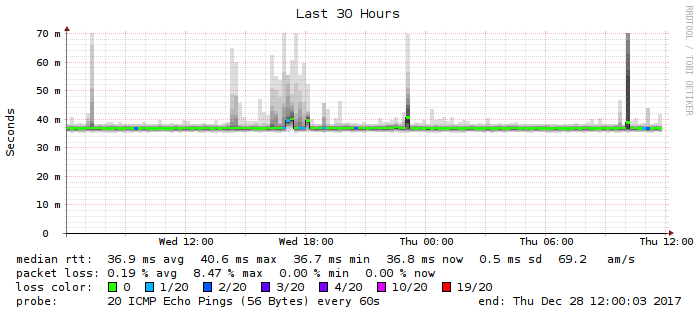 Last 30 Hours
RRDTOOL / TOBI OETIKER
Seconds
70 m
60 m
50 m
40 m
30 m
20 m
10 m
0
Wed 12:00 Wed 18:00 Thu 00:00 Thu 06:00 Thu 12:00
median rtt: 36.9 ms avg 40.6 ms max 36.7 ms min 36.8 ms now 0.5 ms sd 69.2 am/s
packet loss: 0.19 % avg 8.47 % max 0.00 % min 0.00 % now
loss color: 0 1/20 2/20 3/20 4/20 10/20 19/20
probe: 20 ICMP Echo Pings (56 Bytes) every 60s end: Thu Dec 28 12:00:03 2017